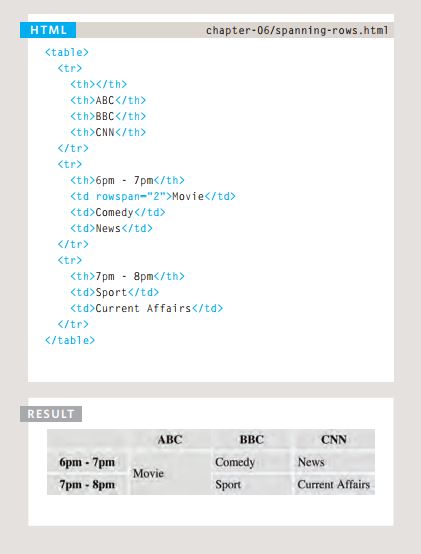 HTML chapter-06/spanning-rows.html
<table>
<tr>
<th></th>
<th>ABC</th>
<th>BBC</th>
<th>CNN</th>
</tr>
<tr>
<th>6pm - 7pm</th>
<td rowspan="2">Movie</td>
<td>Comedy</td>
<td>News</td>
</tr>
<tr>
<th>7pm - 8pm</th>
<td>Sport</td>
<td>Current Affairs</td>
</tr>
</table>
RESULT
ABC BBC CNN
6pm - 7pm Comedy News
Movie
7pm - 8pm Sport Current Affairs